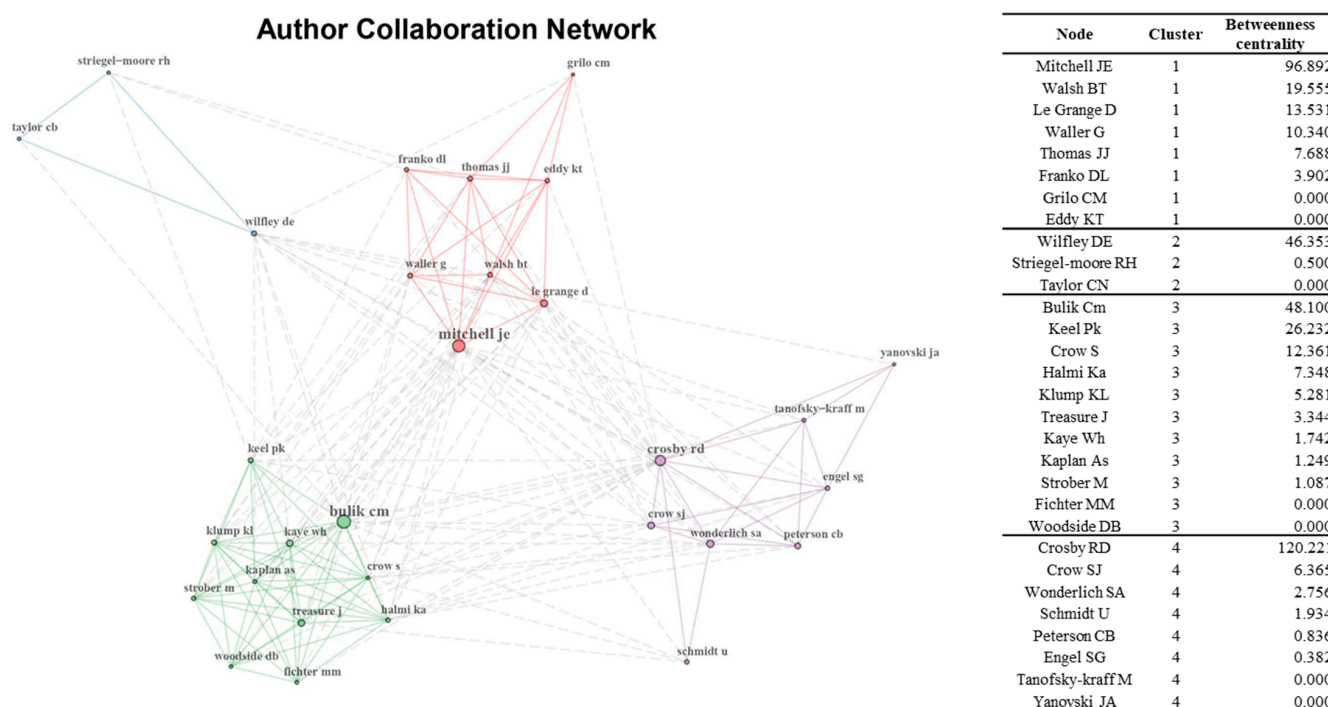 Author Collaboration Network
striegel-moore rh
grilo cm
taylor cb
franko dl
thomas jj
eddy kt
wilfley de
waller g
walsh bt
le grange d
mitchell je
yanovski ja
tanofsky-kraff m
keel pk
crosby rd
engel sg
bulik cm
crow sj
klump kl
kaye wh
wonderlich sa
peterson cb
kaplan as
crow s
strober m
treasure j
halmi ka
woodside db
schmidt u
fichter mm
Node Cluster Betweenness centrality
Mitchell JE 1 96.892
Walsh BT 1 19.555
Le Grange D 1 13.531
Waller G 1 10.340
Thomas JJ 1 7.688
Franko DL 1 3.902
Grilo CM 1 0.000
Eddy KT 1 0.000
Wilfley DE 2 46.353
Striegel-moore RH 2 0.500
Taylor CN 2 0.000
Bulik Cm 3 48.100
Keel Pk 3 26.232
Crow S 3 12.361
Halmi Ka 3 7.348
Klump KL 3 5.281
Treasure J 3 3.344
Kaye Wh 3 1.742
Kaplan As 3 1.249
Strober M 3 1.087
Fichter MM 3 0.000
Woodside DB 3 0.000
Crosby RD 4 120.221
Crow SJ 4 6.365
Wonderlich SA 4 2.756
Schmidt U 4 1.934
Peterson CB 4 0.836
Engel SG 4 0.382
Tanofsky-kraff M 4 0.000
Yanovski JA 4 0.000